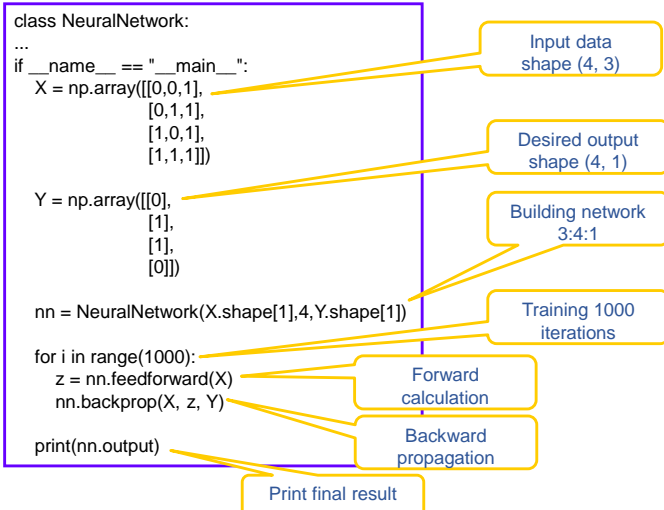 class NeuralNetwork:
...
if __name__ == "__main__":
X = np.array([[0,0,1],
[0,1,1],
[1,0,1],
[1,1,1]])
Y = np.array([[0],
[1],
[1],
[0]])
nn = NeuralNetwork(X.shape[1],4,Y.shape[1])
for i in range(1000):
z = nn.feedforward(X)
nn.backprop(X, z, Y)
print(nn.output)
Input data
shape (4, 3)
Desired output
shape (4, 1)
Building network
3:4:1
Training 1000
iterations
Forward
calculation
Backward
propagation
Print final result